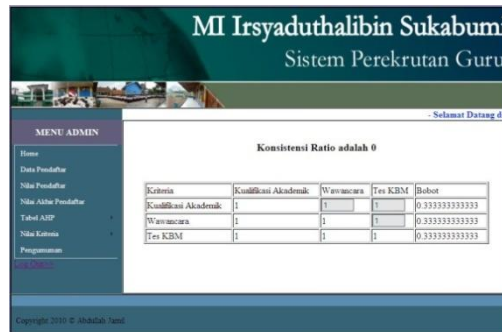 MI Irsyaduthalibin Sukabum
Sistem Perekrutan Guru
- Selamat Datang d
MENU ADMIN
Home
Data Pendaftar
Nilai Pendaftar
Nilai Akhir Pendaftar
Tabel AHP
Nilai Kriteria
Pengumuman
Log Out>>
Konsistensi Ratio adalah 0
Kriteria Kualifikasi Akademik Wawancara Tes KBM Bobot
Kualifikasi Akademik 1 1 1 0.333333333333
Wawancara 1 1 1 0.333333333333
Tes KBM 1 1 1 0.333333333333
Copyright 2010 © Abdullah